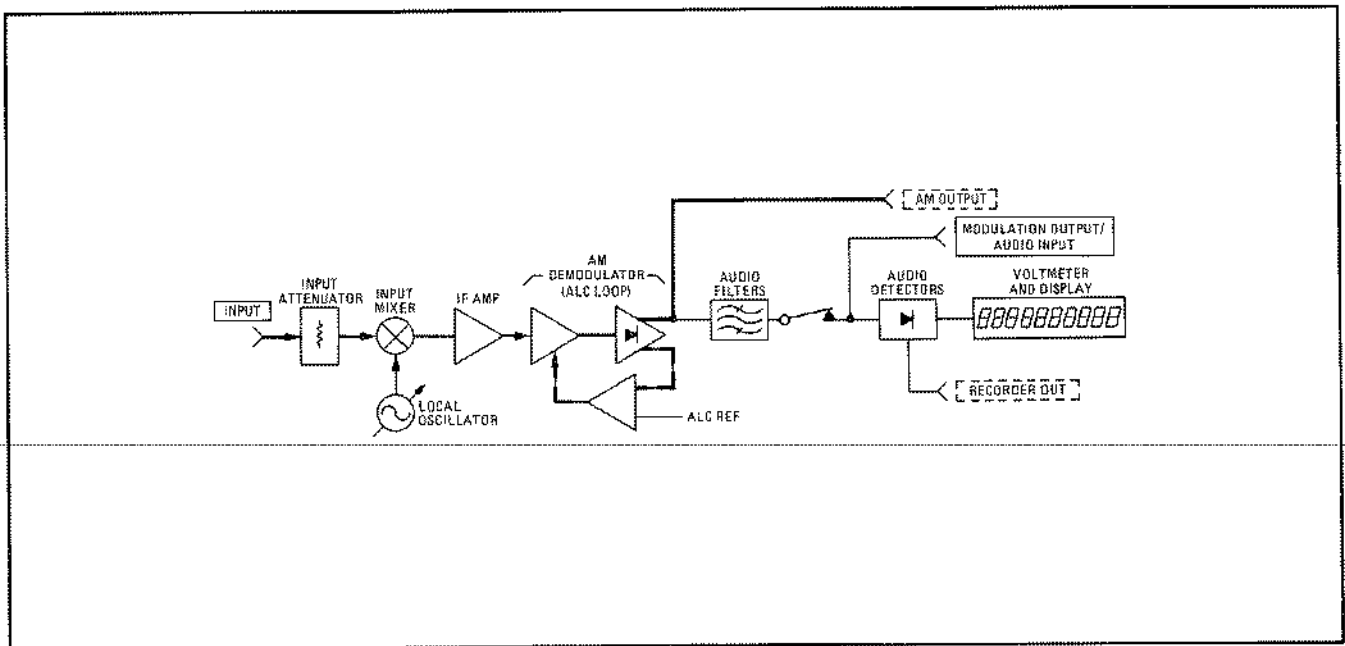 AM OUTPUT
MODULATION OUTPUT/
AUDIO INPUT
AM
DEMODULATOR
(ALC LOOP)
INPUT
ATTENUATOR
INPUT
MIXER
IF AMP
AUDIO
FILTERS
AUDIO
DETECTORS
VOLTMETER
AND DISPLAY
INPUT
LOCAL
OSCILLATOR
ALC REF
RECORDER OUT